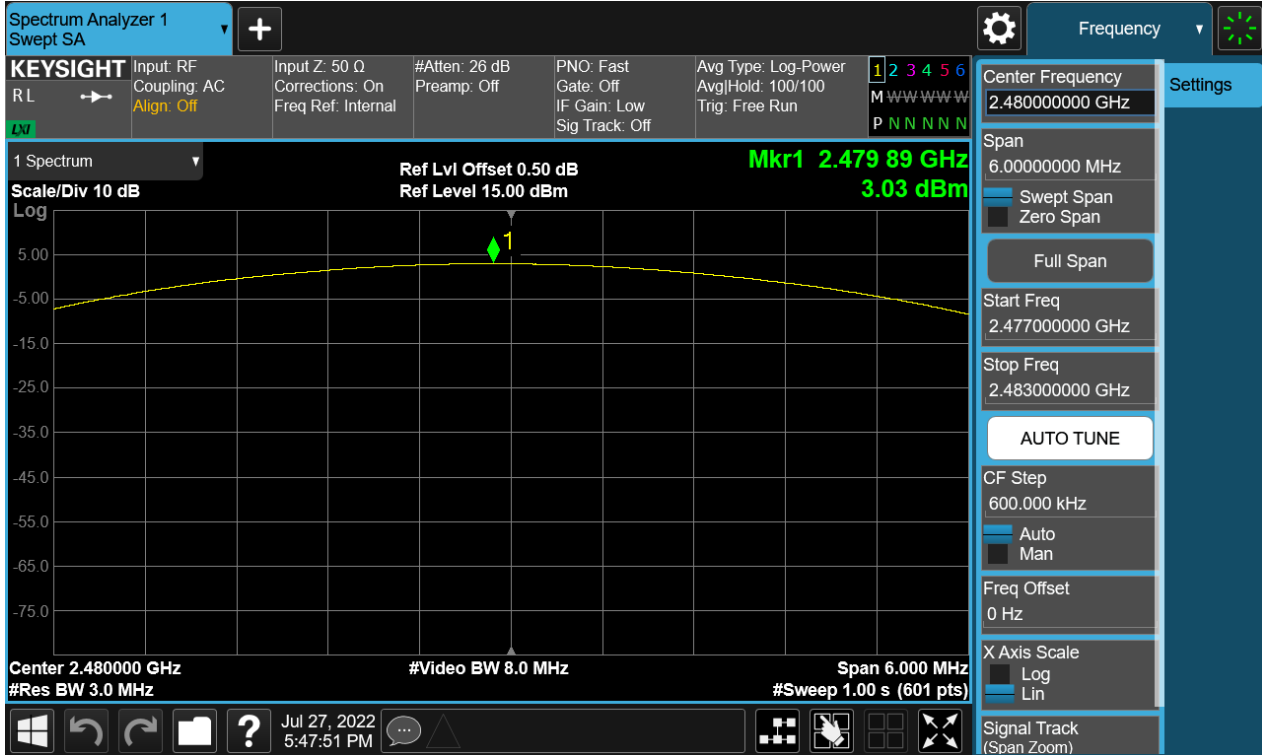 Spectrum Analyzer 1
Swept SA
+
Frequency
KEYSIGHT
R L
LXI
Input: RF
Coupling: AC
Align: Off
Input Z: 50 Ω
Corrections: On
Freq Ref: Internal
#Atten: 26 dB
Preamp: Off
PNO: Fast
Gate: Off
IF Gain: Low
Sig Track: Off
Avg Type: Log-Power
Avg|Hold: 100/100
Trig: Free Run
1 2 3 4 5 6
M W W W W W
P N N N N N
1 Spectrum
Scale/Div 10 dB
Log
Ref Lvl Offset 0.50 dB
Ref Level 15.00 dBm
Mkr1 2.479 89 GHz
3.03 dBm
1
5.00
-5.00
-15.0
-25.0
-35.0
-45.0
-55.0
-65.0
-75.0
Center 2.480000 GHz
#Video BW 8.0 MHz
Span 6.000 MHz
#Res BW 3.0 MHz
#Sweep 1.00 s (601 pts)
?
Jul 27, 2022
5:47:51 PM
Settings
Center Frequency
2.480000000 GHz
Span
6.00000000 MHz
Swept Span
Zero Span
Full Span
Start Freq
2.477000000 GHz
Stop Freq
2.483000000 GHz
AUTO TUNE
CF Step
600.000 kHz
Auto
Man
Freq Offset
0 Hz
X Axis Scale
Log
Lin
Signal Track
(Span Zoom)